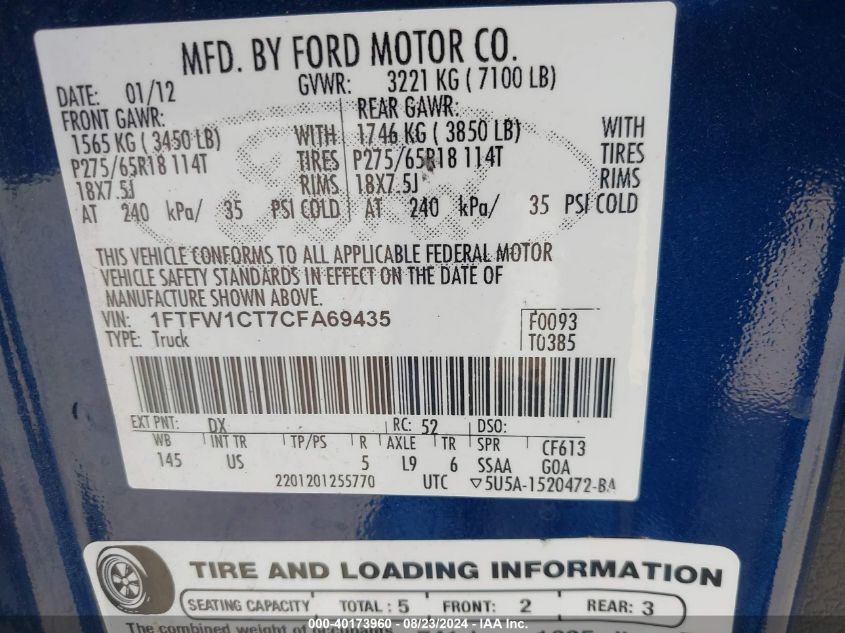 MFD. BY FORD MOTOR CO.
DATE: 01/12 GVWR: 3221 KG ( 7100 LB)
FRONT GAWR: REAR GAWR:
1565 KG ( 3450 LB) WITH 1746 KG ( 3850 LB) WITH
P275/65R18 114T TIRES P275/65R18 114T TIRES
18X7.5J RIMS 18X7.5J RIMS
AT 240 kPa/ 35 PSI COLD AT 240 kPa/ 35 PSI COLD
THIS VEHICLE CONFORMS TO ALL APPLICABLE FEDERAL MOTOR
VEHICLE SAFETY STANDARDS IN EFFECT ON THE DATE OF
MANUFACTURE SHOWN ABOVE.
VIN: 1FTFW1CT7CFA69435 F0093
TYPE: Truck T0385
EXT PNT: DX RC: 52 DSO:
WB INT TR TP/PS R AXLE TR SPR CF613
145 US 5 L9 6 SSAA GOA
2201201255770 UTC ▽5U5A-1520472-BA
TIRE AND LOADING INFORMATION
SEATING CAPACITY TOTAL : 5 FRONT: 2 REAR: 3
The combined weight of occupants
000-40173960 - 08/23/2024 - IAA Inc.